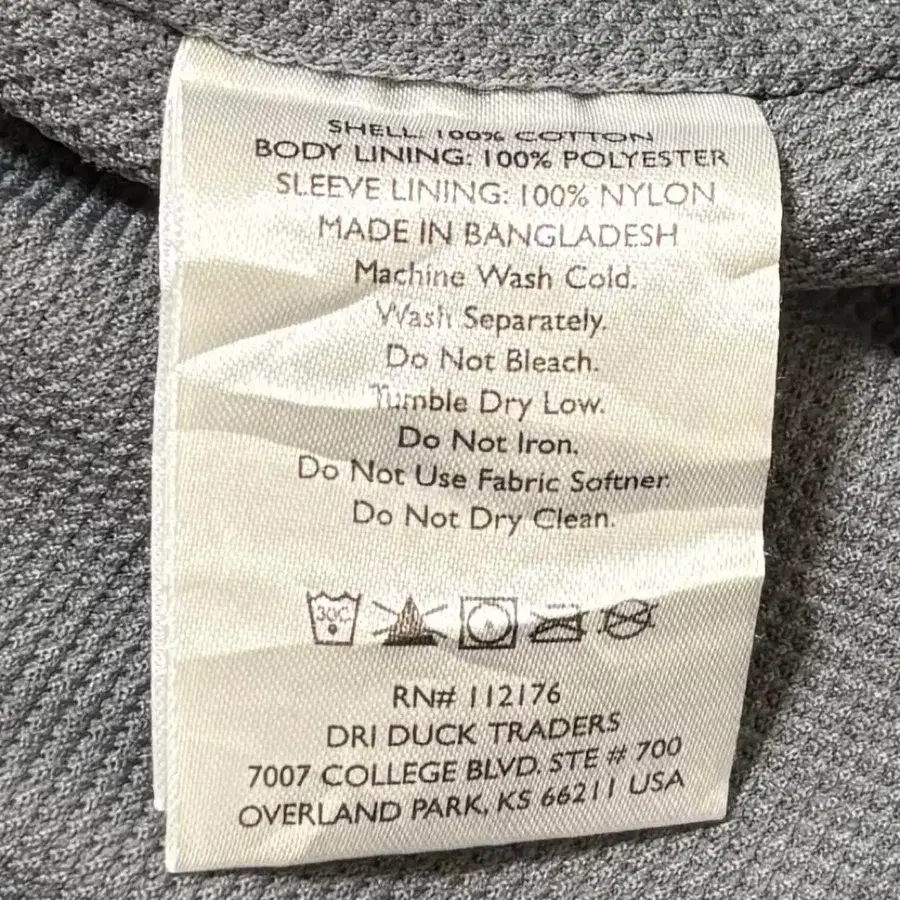 SHELL: 100% COTTON
BODY LINING: 100% POLYESTER
SLEEVE LINING: 100% NYLON
MADE IN BANGLADESH
Machine Wash Cold.
Wash Separately.
Do Not Bleach.
Tumble Dry Low.
Do Not Iron.
Do Not Use Fabric Softner.
Do Not Dry Clean.
30C
RN# 112176
DRI DUCK TRADERS
7007 COLLEGE BLVD. STE # 700
OVERLAND PARK, KS 66211 USA